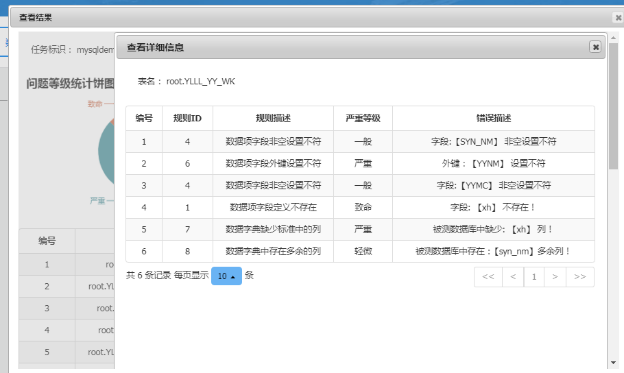 查看结果
任务标识： mysqldem
问题等级统计饼图
致命
严重
编号
1
2 root.YL
3 root.
4 root
5 root.YL
查看详细信息
表名： root.YLLL_YY_WK
编号 规则ID 规则描述 严重等级 错误描述
1 4 数据项字段非空设置不符 一般 字段:【SYN_NM】 非空设置不符
2 6 数据项字段外键设置不符 严重 外键：【YYNM】 设置不符
3 4 数据项字段非空设置不符 一般 字段:【YYMC】 非空设置不符
4 1 数据项字段定义不存在 致命 字段: 【xh】 不存在！
5 7 数据字典缺少标准中的列 严重 被测数据库中缺少: 【xh】 列！
6 8 数据字典中存在多余的列 轻微 被测数据库中存在 :【syn_nm】多余列！
共 6 条记录 每页显示 10 条 << < 1 > >>